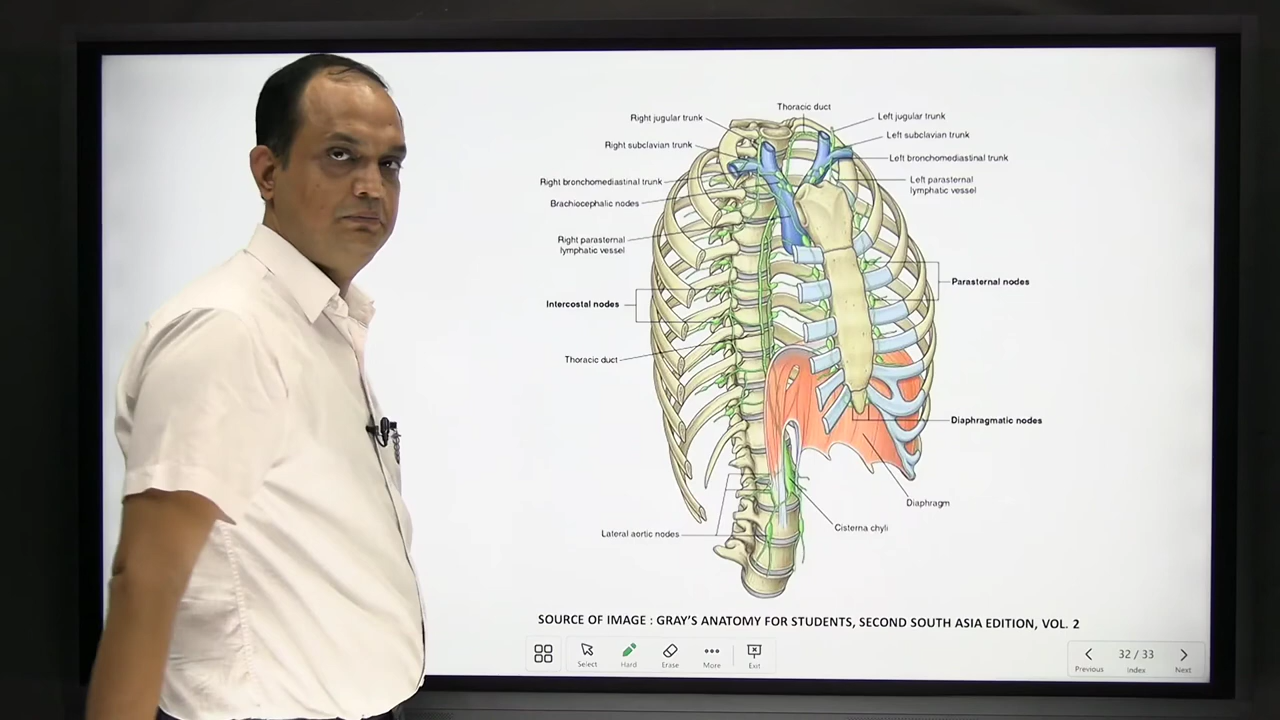 Thoracic duct
Right jugular trunk
Left jugular trunk
Right subclavian trunk
Left subclavian trunk
Left bronchomediastinal trunk
Right bronchomediastinal trunk
Left parasternal
lymphatic vessel
Brachiocephalic nodes
Right parasternal
lymphatic vessel
Parasternal nodes
Intercostal nodes
Thoracic duct
Diaphragmatic nodes
Diaphragm
Cisterna chyli
Lateral aortic nodes
SOURCE OF IMAGE : GRAY'S ANATOMY FOR STUDENTS, SECOND SOUTH ASIA EDITION, VOL. 2
Select
Hard
Erase
More
Exit
32 / 33
Previous
Index
Next